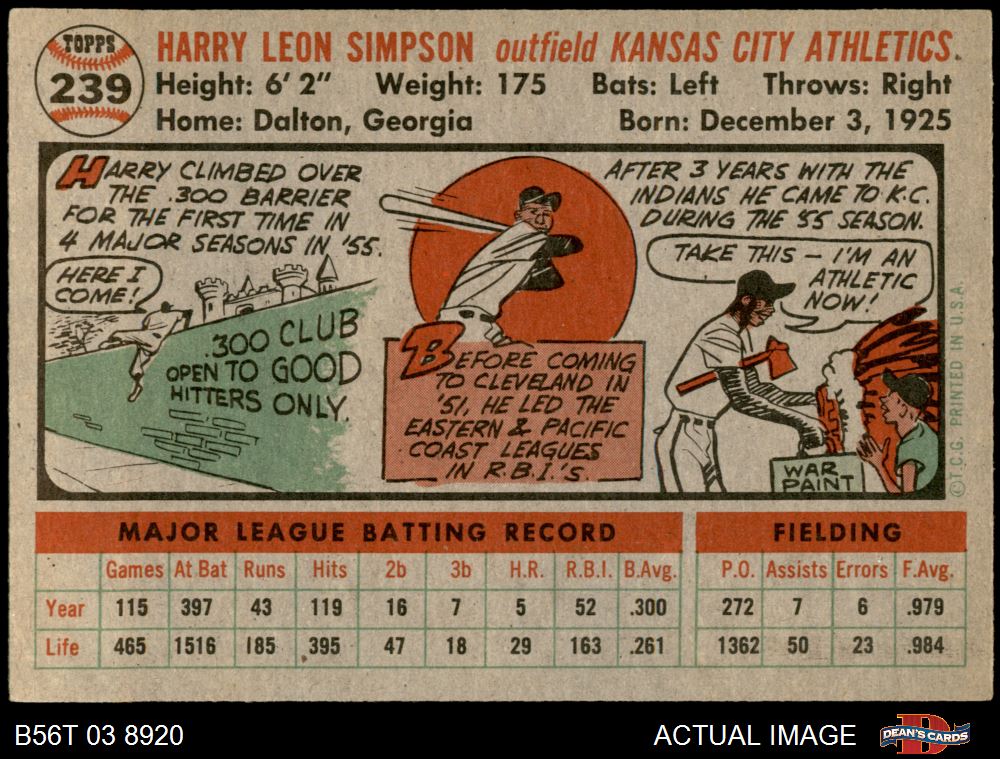 TOPPS
239
HARRY LEON SIMPSON outfield KANSAS CITY ATHLETICS.
Height: 6' 2" Weight: 175 Bats: Left Throws: Right
Home: Dalton, Georgia Born: December 3, 1925
HARRY CLIMBED OVER
THE .300 BARRIER
FOR THE FIRST TIME IN
4 MAJOR SEASONS IN '55.
HERE I
COME!
.300 CLUB
OPEN TO GOOD
HITTERS ONLY.
BEFORE COMING
TO CLEVELAND IN
'51, HE LED THE
EASTERN & PACIFIC
COAST LEAGUES
IN R.B.I.'S.
AFTER 3 YEARS WITH THE
INDIANS HE CAME TO K.C.
DURING THE '55 SEASON.
TAKE THIS – I'M AN
ATHLETIC
NOW!
WAR
PAINT
© T.C.G. PRINTED IN U.S.A.
MAJOR LEAGUE BATTING RECORD FIELDING
Games At Bat Runs Hits 2b 3b H.R. R.B.I. B.Avg. P.O. Assists Errors F.Avg.
Year 115 397 43 119 16 7 5 52 .300 272 7 6 .979
Life 465 1516 185 395 47 18 29 163 .261 1362 50 23 .984
B56T 03 8920 ACTUAL IMAGE DEAN'S CARDS